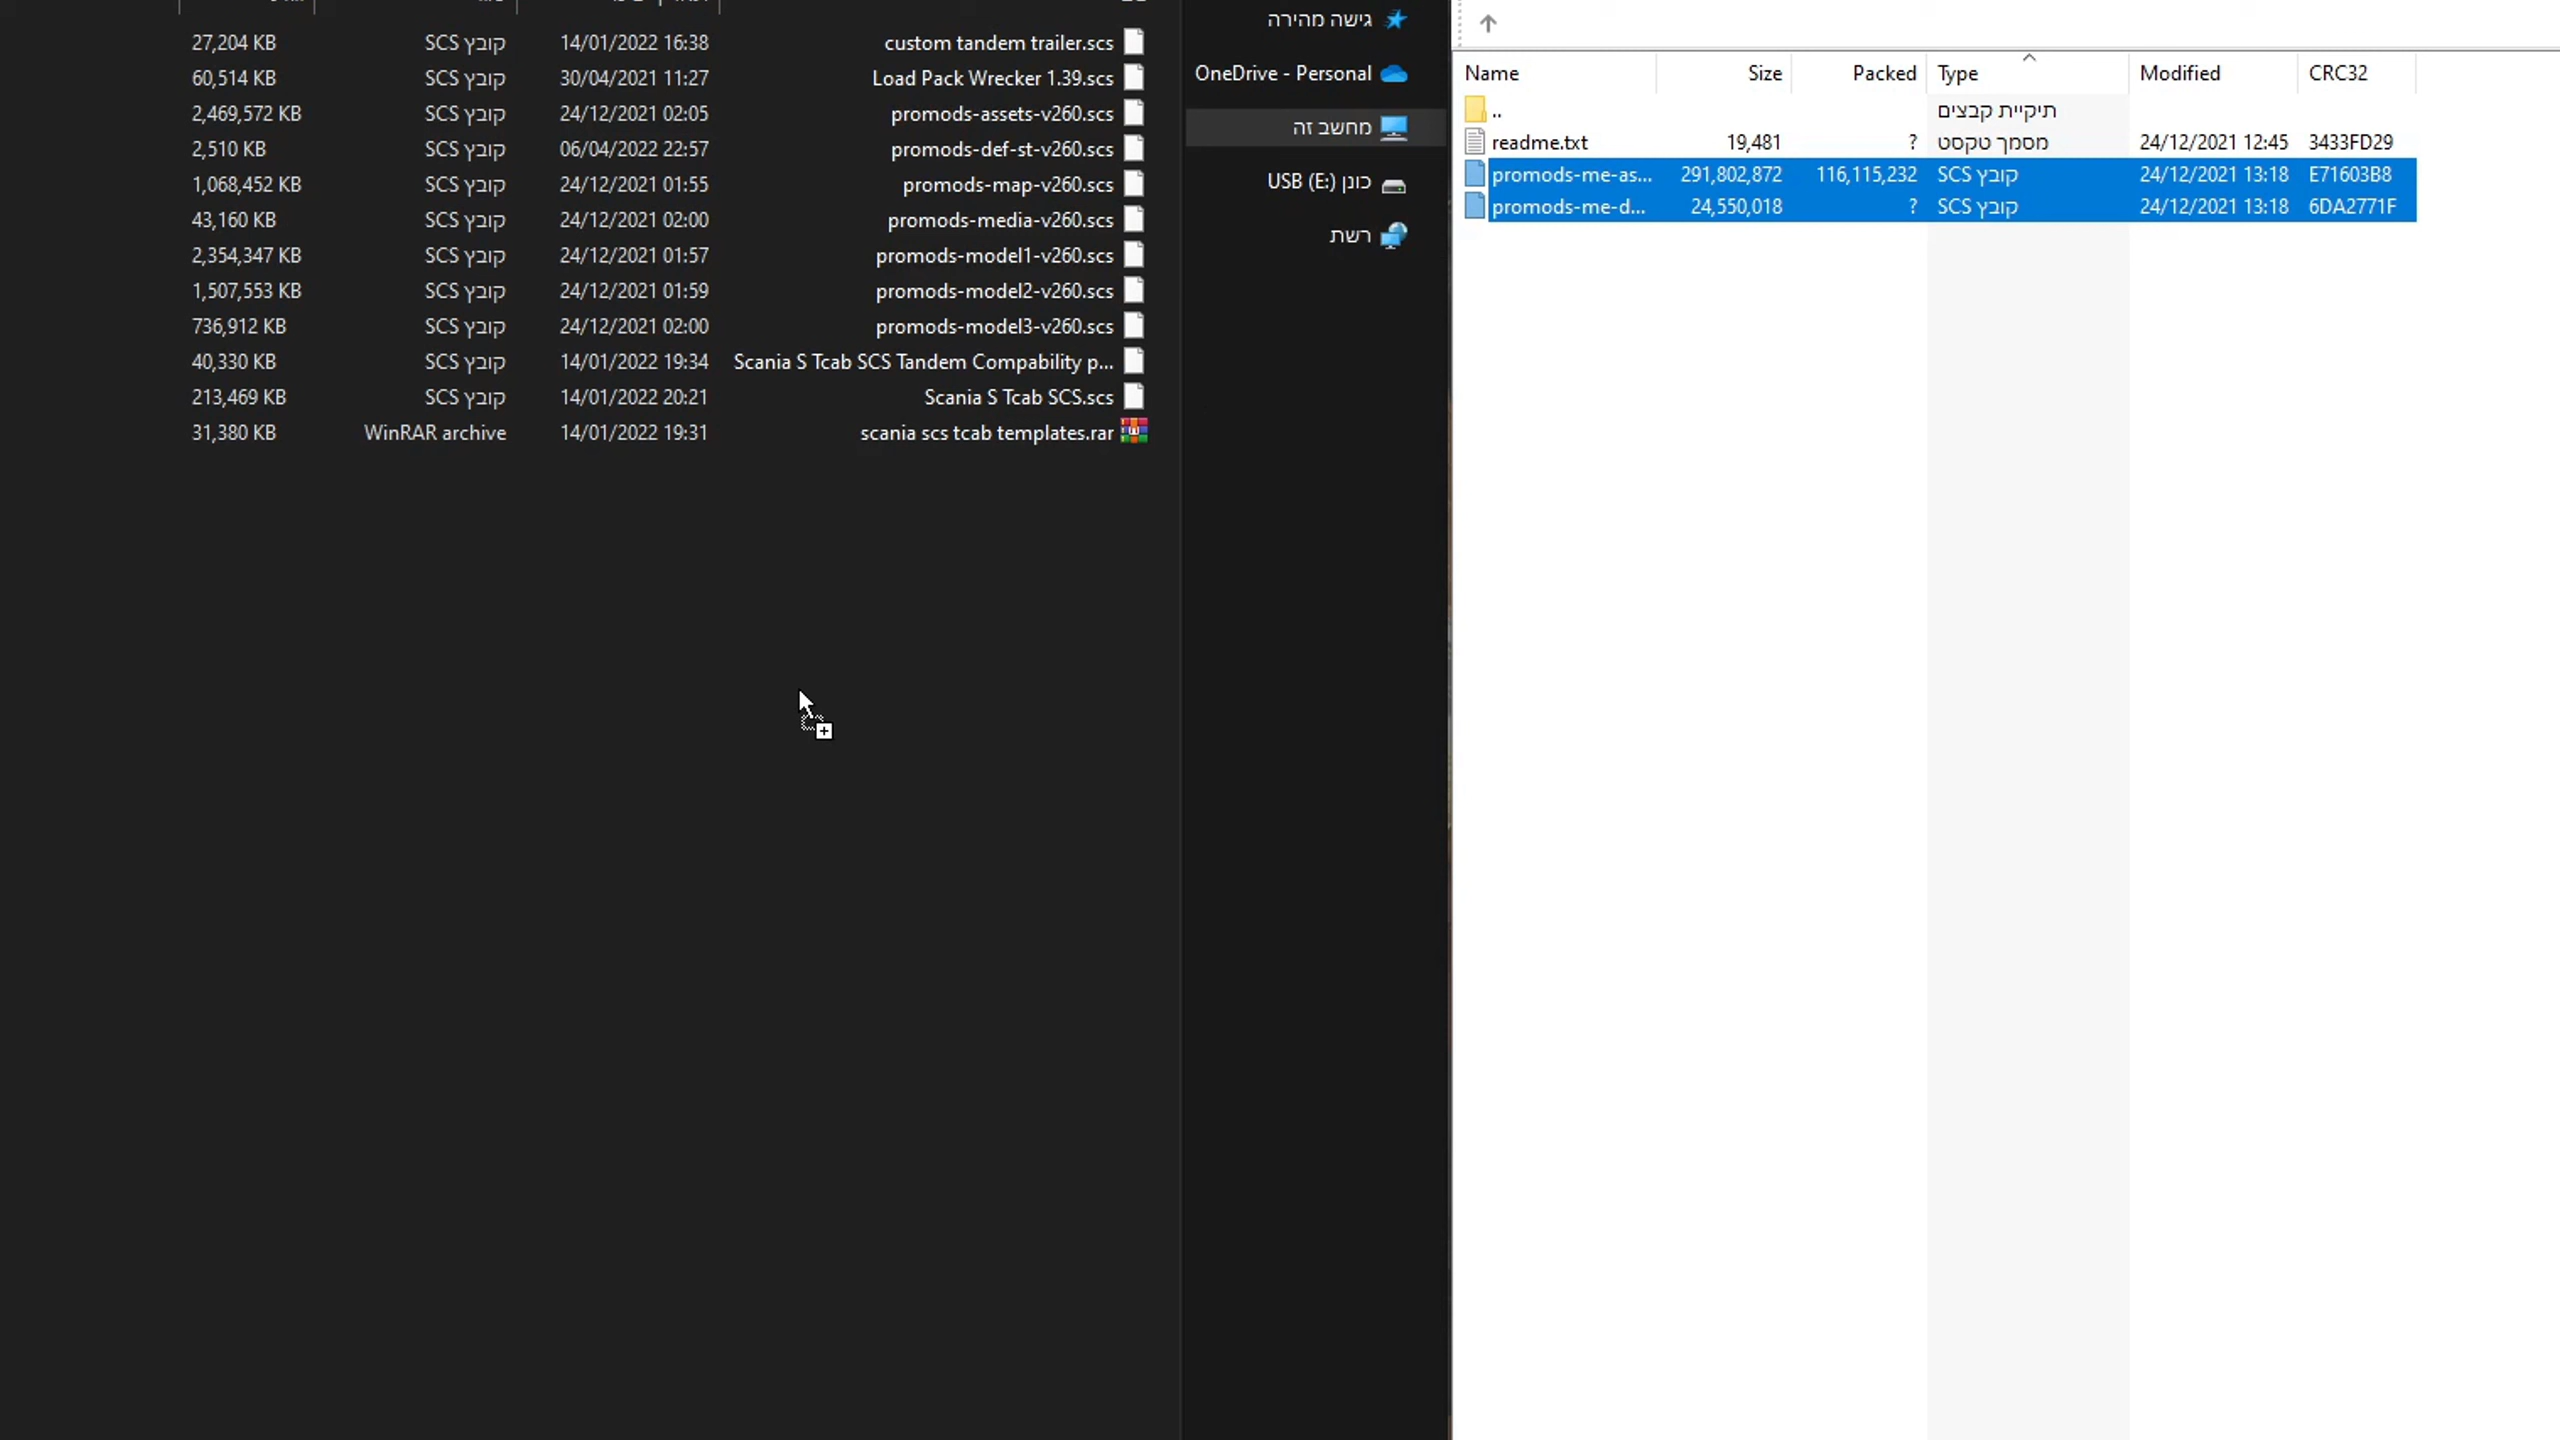 27,204 KB קובץ SCS 14/01/2022 16:38 custom tandem trailer.scs
60,514 KB קובץ SCS 30/04/2021 11:27 Load Pack Wrecker 1.39.scs
2,469,572 KB קובץ SCS 24/12/2021 02:05 promods-assets-v260.scs
2,510 KB קובץ SCS 06/04/2022 22:57 promods-def-st-v260.scs
1,068,452 KB קובץ SCS 24/12/2021 01:55 promods-map-v260.scs
43,160 KB קובץ SCS 24/12/2021 02:00 promods-media-v260.scs
2,354,347 KB קובץ SCS 24/12/2021 01:57 promods-model1-v260.scs
1,507,553 KB קובץ SCS 24/12/2021 01:59 promods-model2-v260.scs
736,912 KB קובץ SCS 24/12/2021 02:00 promods-model3-v260.scs
40,330 KB קובץ SCS 14/01/2022 19:34 Scania S Tcab SCS Tandem Compability p...
213,469 KB קובץ SCS 14/01/2022 20:21 Scania S Tcab SCS.scs
31,380 KB WinRAR archive 14/01/2022 19:31 scania scs tcab templates.rar
גישה מהירה
OneDrive - Personal
מחשב זה
כונן USB (E:)
רשת
Name Size Packed Type Modified CRC32
.. תיקיית קבצים
readme.txt 19,481 ? מסמך טקסט 24/12/2021 12:45 3433FD29
promods-me-as... 291,802,872 116,115,232 קובץ SCS 24/12/2021 13:18 E71603B8
promods-me-d... 24,550,018 ? קובץ SCS 24/12/2021 13:18 6DA2771F